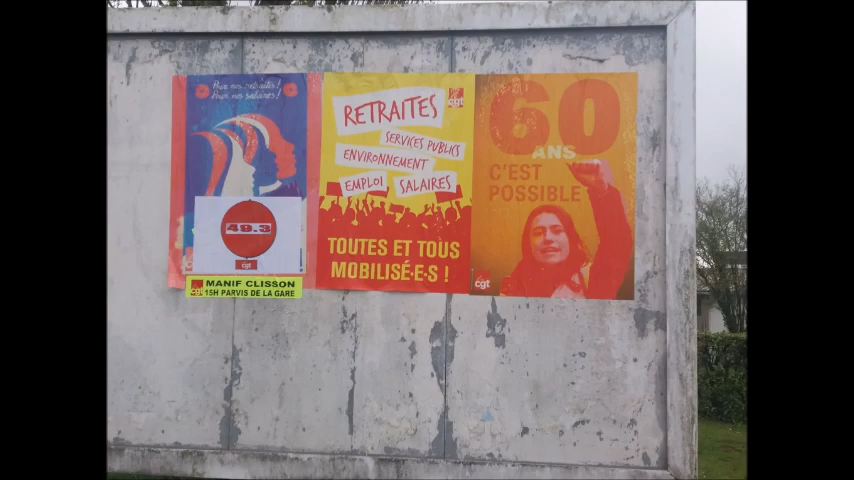 Pour nos retraites !
Pour nos salaires !
49.3
cgt
cgt
MANIF CLISSON
15H PARVIS DE LA GARE
RETRAITES
cgt
SERVICES PUBLICS
ENVIRONNEMENT
EMPLOI
SALAIRES
TOUTES ET TOUS
MOBILISÉ·E·S !
60
ANS
C'EST
POSSIBLE
cgt